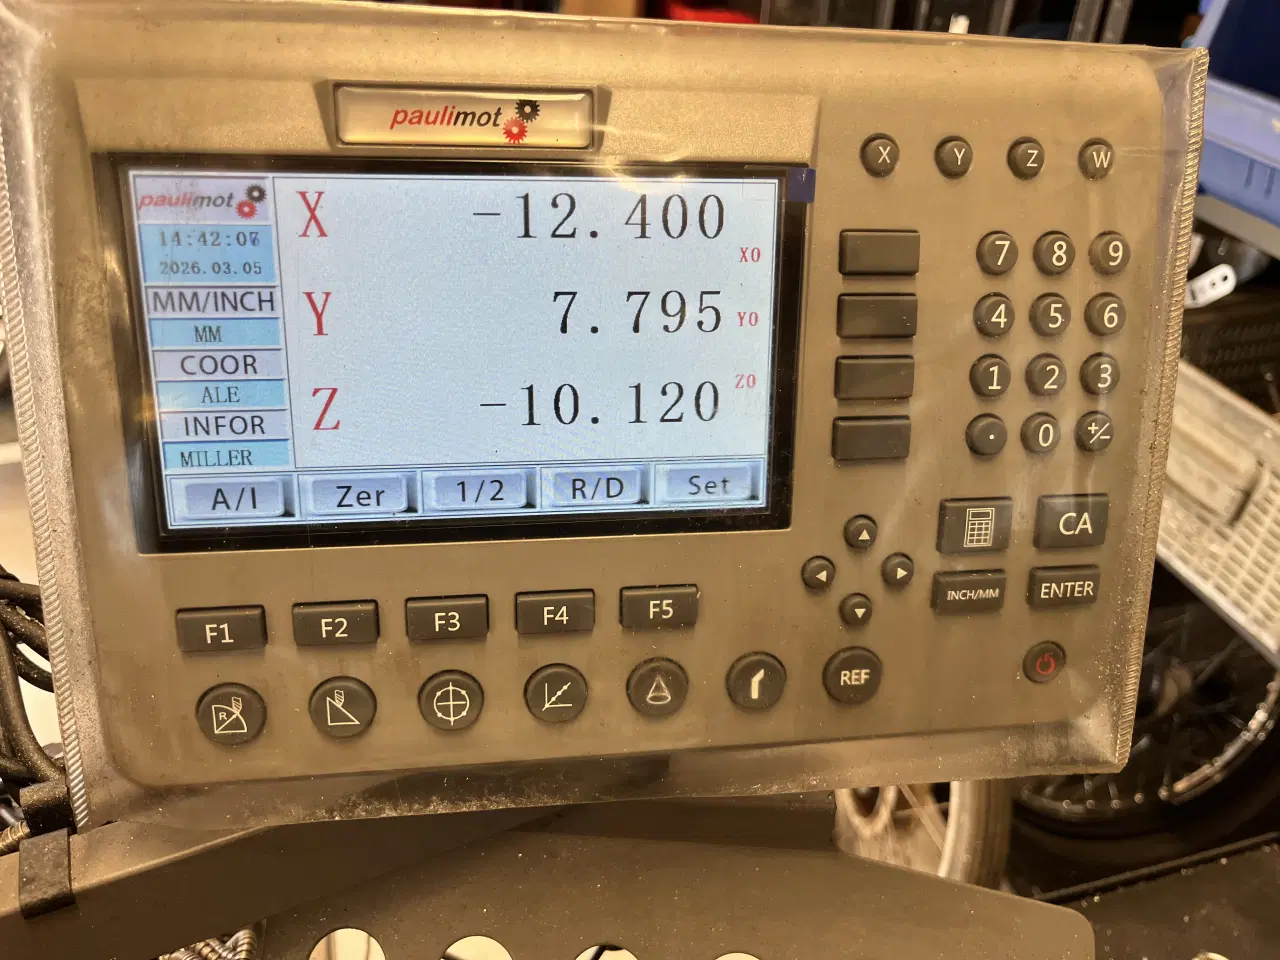 paulimot
paulimot
14:42:07
2026.03.05
MM/INCH
MM
COOR
ALE
INFOR
MILLER
X -12.400 X0
Y 7.795 Y0
Z -10.120 Z0
A/I Zer 1/2 R/D Set
X Y Z W
7 8 9
4 5 6
1 2 3
. 0 +/-
CA
INCH/MM ENTER
F1 F2 F3 F4 F5
R
REF